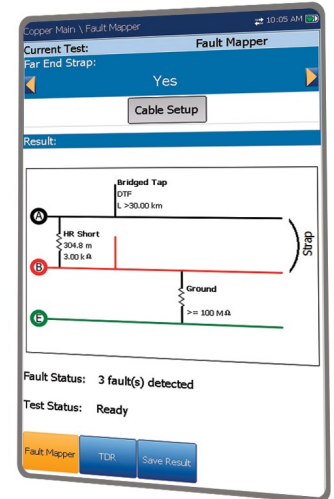 Copper Main \ Fault Mapper
10:05 AM
Current Test: Fault Mapper
Far End Strap:
Yes
Cable Setup
Result:
Bridged Tap
DTF
L >30.00 km
A
HR Short
304.8 m
3.00 k Ω
Strap
B
Ground
>= 100 MΩ
E
Fault Status: 3 fault(s) detected
Test Status: Ready
Fault Mapper
TDR
Save Result